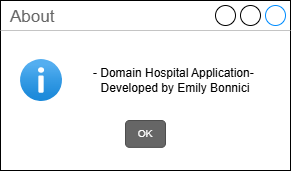 About
- Domain Hospital Application-
Developed by Emily Bonnici
OK